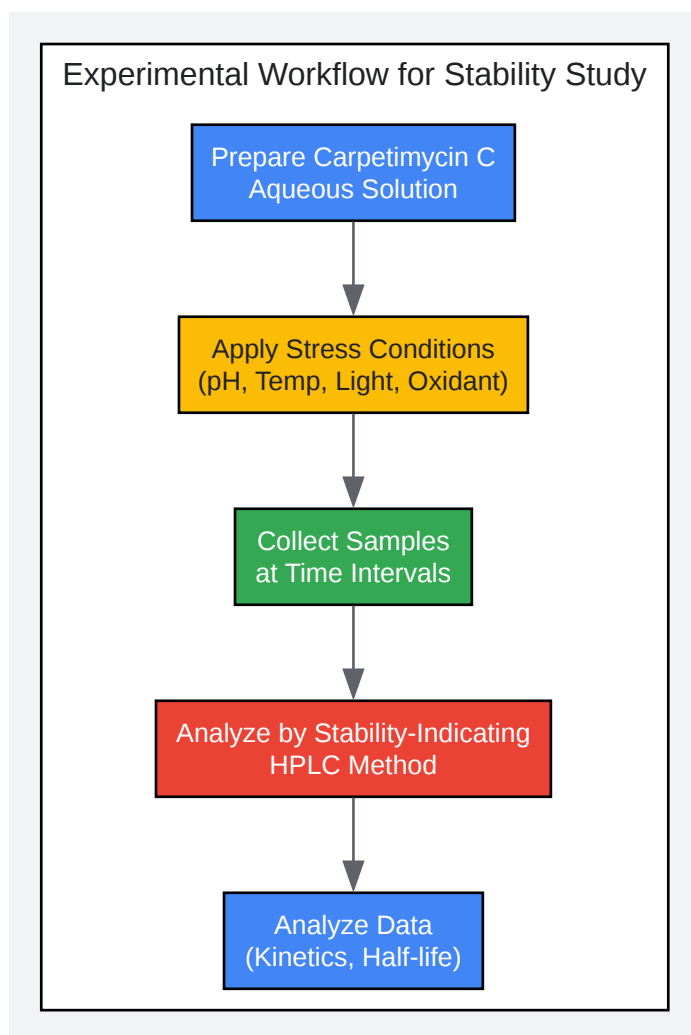 Experimental Workflow for Stability Study
Prepare Carpetimycin C
Aqueous Solution
Apply Stress Conditions
(pH, Temp, Light, Oxidant)
Collect Samples
at Time Intervals
Analyze by Stability-Indicating
HPLC Method
Analyze Data
(Kinetics, Half-life)